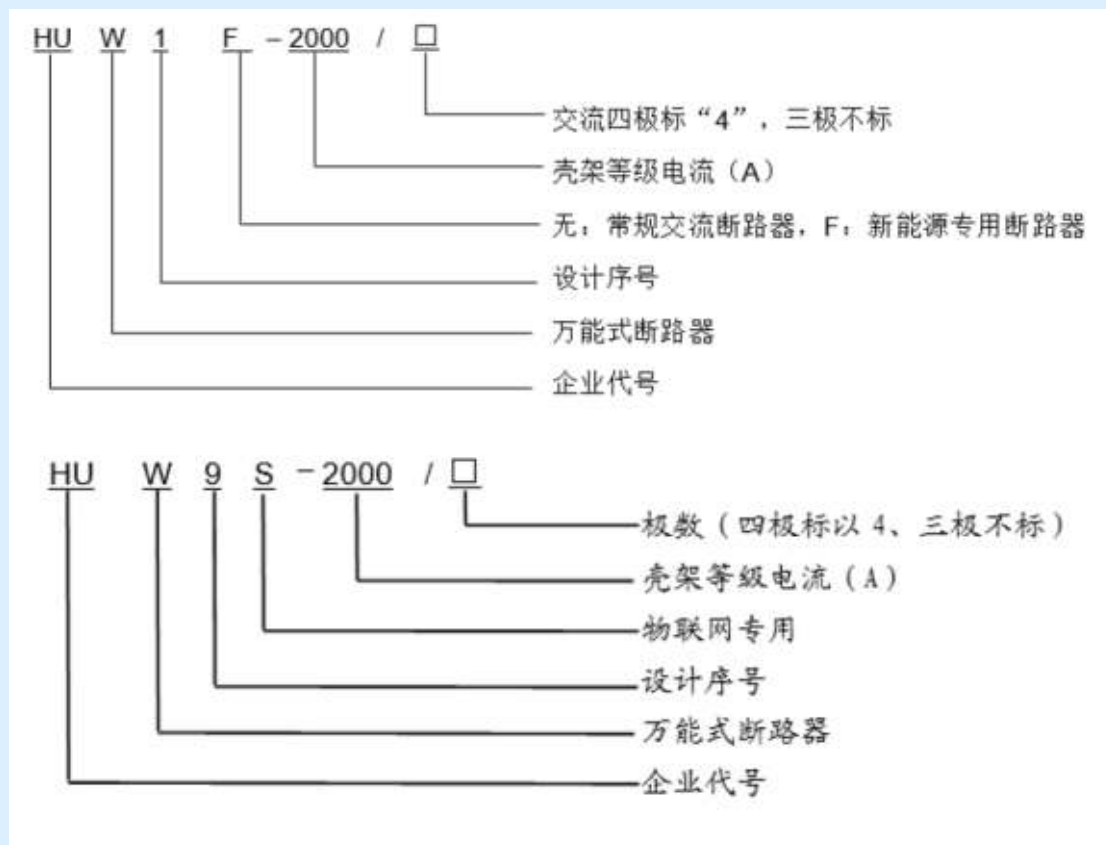 HU W 1 F - 2000 / □
交流四极标“4”，三极不标
壳架等级电流（A）
无：常规交流断路器，F：新能源专用断路器
设计序号
万能式断路器
企业代号
HU W 9 S - 2000 / □
极数（四极标以 4、三极不标）
壳架等级电流（A）
物联网专用
设计序号
万能式断路器
企业代号